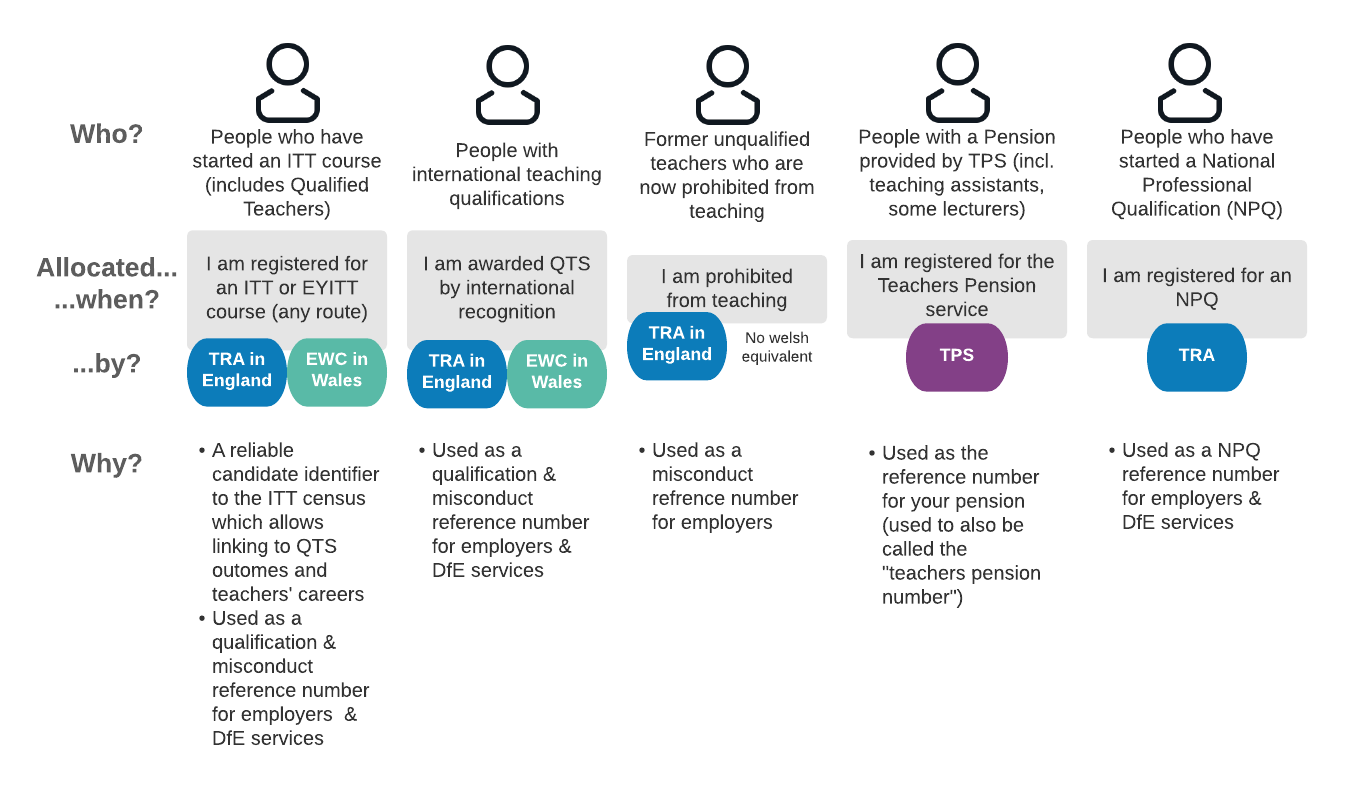 Who?
People who have
started an ITT course
(includes Qualified
Teachers)
People with
international teaching
qualifications
Former unqualified
teachers who are
now prohibited from
teaching
People with a Pension
provided by TPS (incl.
teaching assistants,
some lecturers)
People who have
started a National
Professional
Qualification (NPQ)
Allocated...
...when?
I am registered for
an ITT or EYITT
course (any route)
I am awarded QTS
by international
recognition
I am prohibited
from teaching
I am registered for the
Teachers Pension
service
I am registered for an
NPQ
...by?
TRA in
England
EWC in
Wales
TRA in
England
EWC in
Wales
TRA in
England
No welsh
equivalent
TPS
TRA
Why?
• A reliable
candidate identifier
to the ITT census
which allows
linking to QTS
outomes and
teachers' careers
• Used as a
qualification &
misconduct
reference number
for employers  &
DfE services
• Used as a
qualification &
misconduct
reference number
for employers &
DfE services
• Used as a
misconduct
refrence number
for employers
• Used as the
reference number
for your pension
(used to also be
called the
"teachers pension
number")
• Used as a NPQ
reference number
for employers &
DfE services